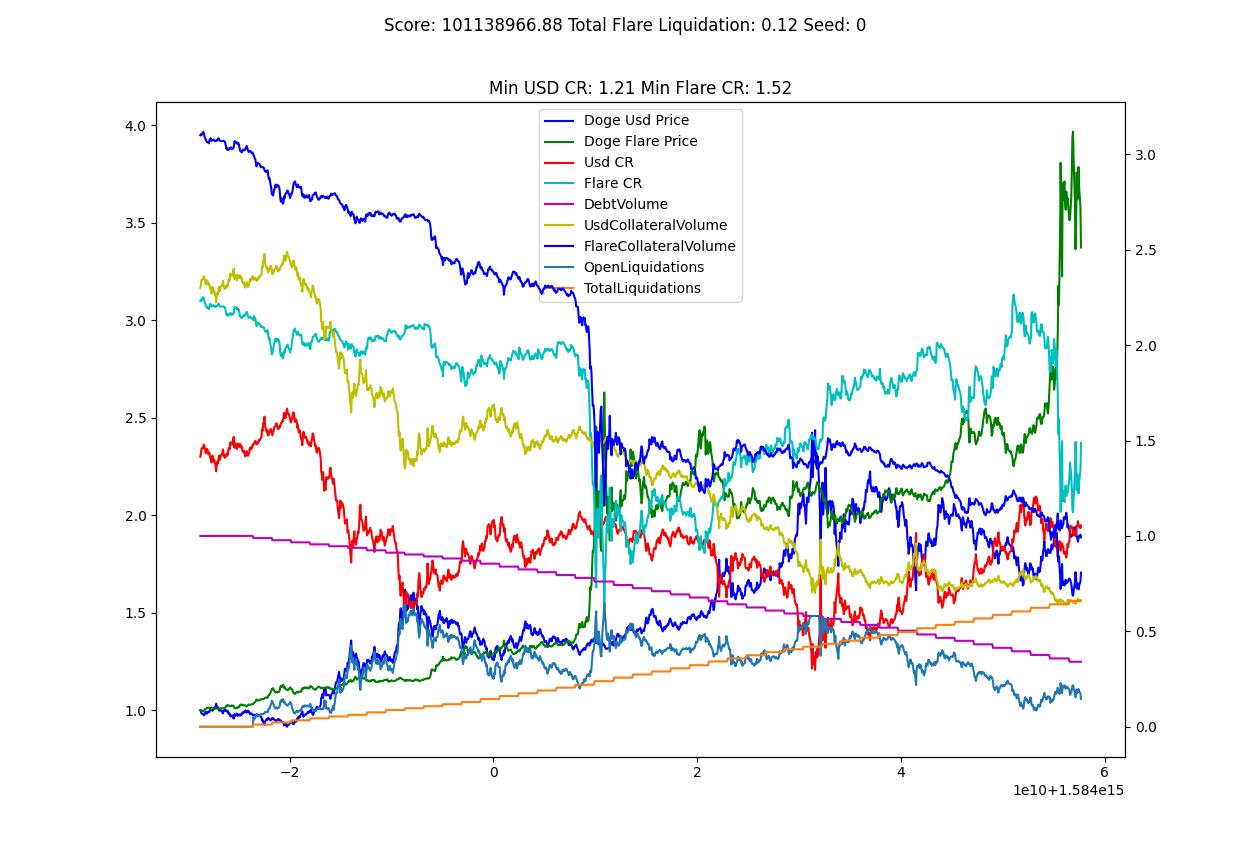 Score: 101138966.88 Total Flare Liquidation: 0.12 Seed: 0
Min USD CR: 1.21 Min Flare CR: 1.52
Doge Usd Price
Doge Flare Price
Usd CR
Flare CR
DebtVolume
UsdCollateralVolume
FlareCollateralVolume
OpenLiquidations
TotalLiquidations
4.0
3.5
3.0
2.5
2.0
1.5
1.0
3.0
2.5
2.0
1.5
1.0
0.5
0.0
−2
0
2
4
6
1e10+1.584e15